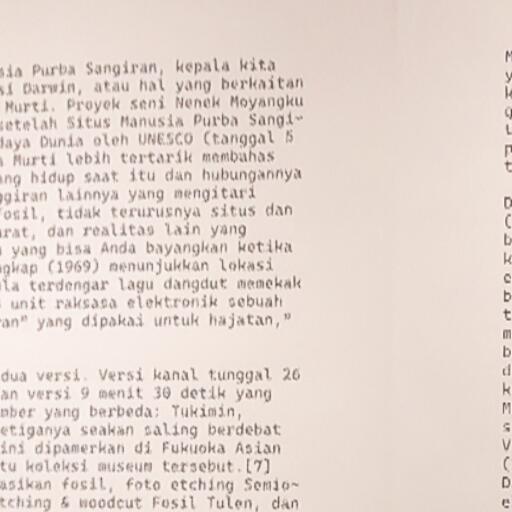 sia Purba Sangiran, kepala kita
si Darwin, atau hal yang berkaitan
Murti. Proyek seni Nenek Moyangku
setelah Situs Manusia Purba Sangi-
daya Dunia oleh UNESCO (tanggal 5
Murti lebih tertarik membahas
ang hidup saat itu dan hubungannya
ggiran lainnya yang mengitari
fosil, tidak terurusnya situs dan
arat, dan realitas lain yang
yang bisa Anda bayangkan ketika
ngkap (1969) menunjukkan lokasi
la terdengar lagu dangdut memekak
unit raksasa elektronik sebuah
ran" yang dipakai untuk hajatan,"
dua versi. Versi kanal tunggal 26
an versi 9 menit 30 detik yang
mber yang berbeda: Tukimin,
etiganya seakan saling berdebat
ini dipamerkan di Fukuoka Asian
tu koleksi museum tersebut.[7]
asikan fosil, foto etching Semio-
tching & woodcut Fosil Tulen, dan